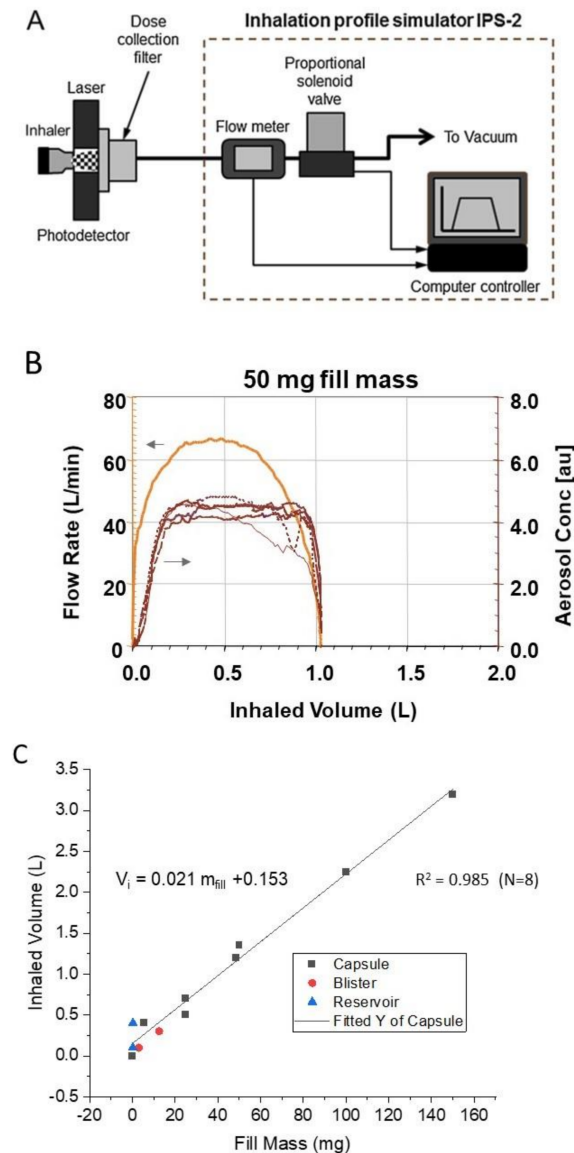 A
Inhalation profile simulator IPS-2
Dose
collection
filter
Proportional
solenoid
valve
Laser
Inhaler
Flow meter
To Vacuum
Photodetector
Computer controller
B
50 mg fill mass
80
60
40
20
0
Flow Rate (L/min)
8.0
6.0
4.0
2.0
0.0
Aerosol Conc [au]
0.0 0.5 1.0 1.5 2.0
Inhaled Volume (L)
C
3.5
3.0
2.5
2.0
1.5
1.0
0.5
0.0
-0.5
Inhaled Volume (L)
Vi = 0.021 mfill +0.153
R² = 0.985 (N=8)
Capsule
Blister
Reservoir
Fitted Y of Capsule
-20 0 20 40 60 80 100 120 140 160
Fill Mass (mg)